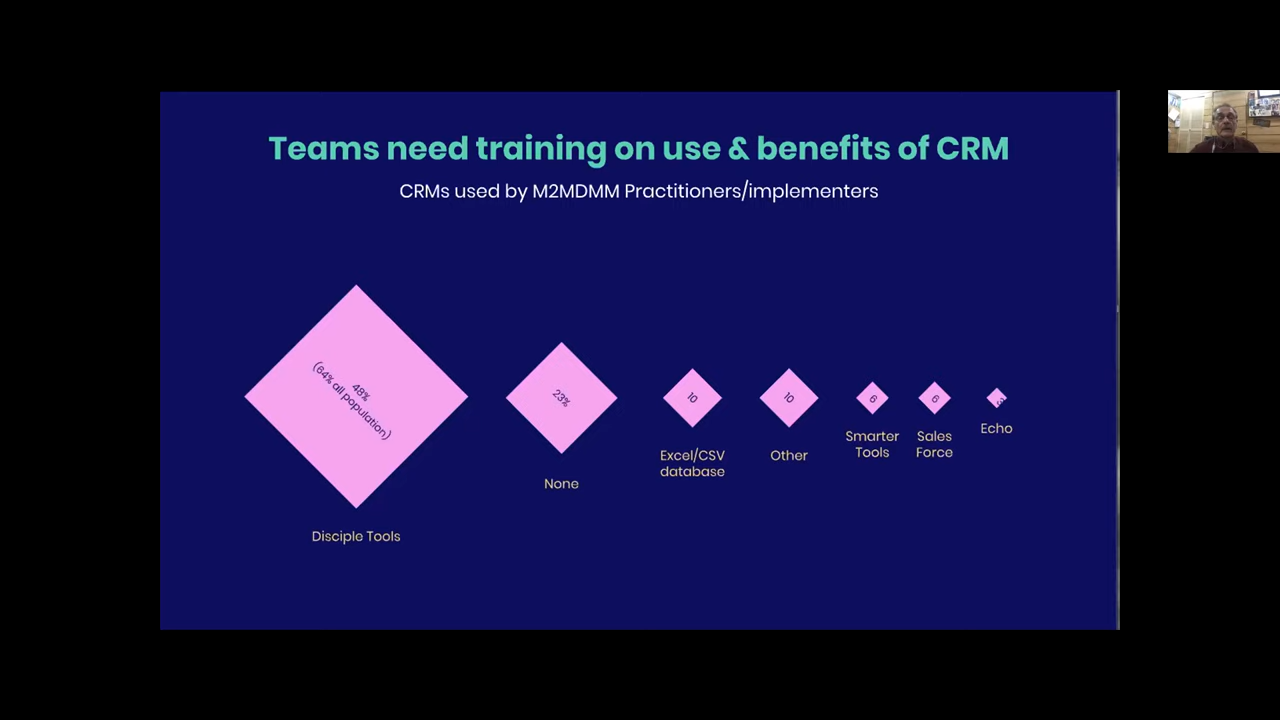 Teams need training on use & benefits of CRM
CRMs used by M2MDMM Practitioners/implementers
48%
(64% all population)
23%
10
10
6
6
Disciple Tools
None
Excel/CSV
database
Other
Smarter
Tools
Sales
Force
Echo